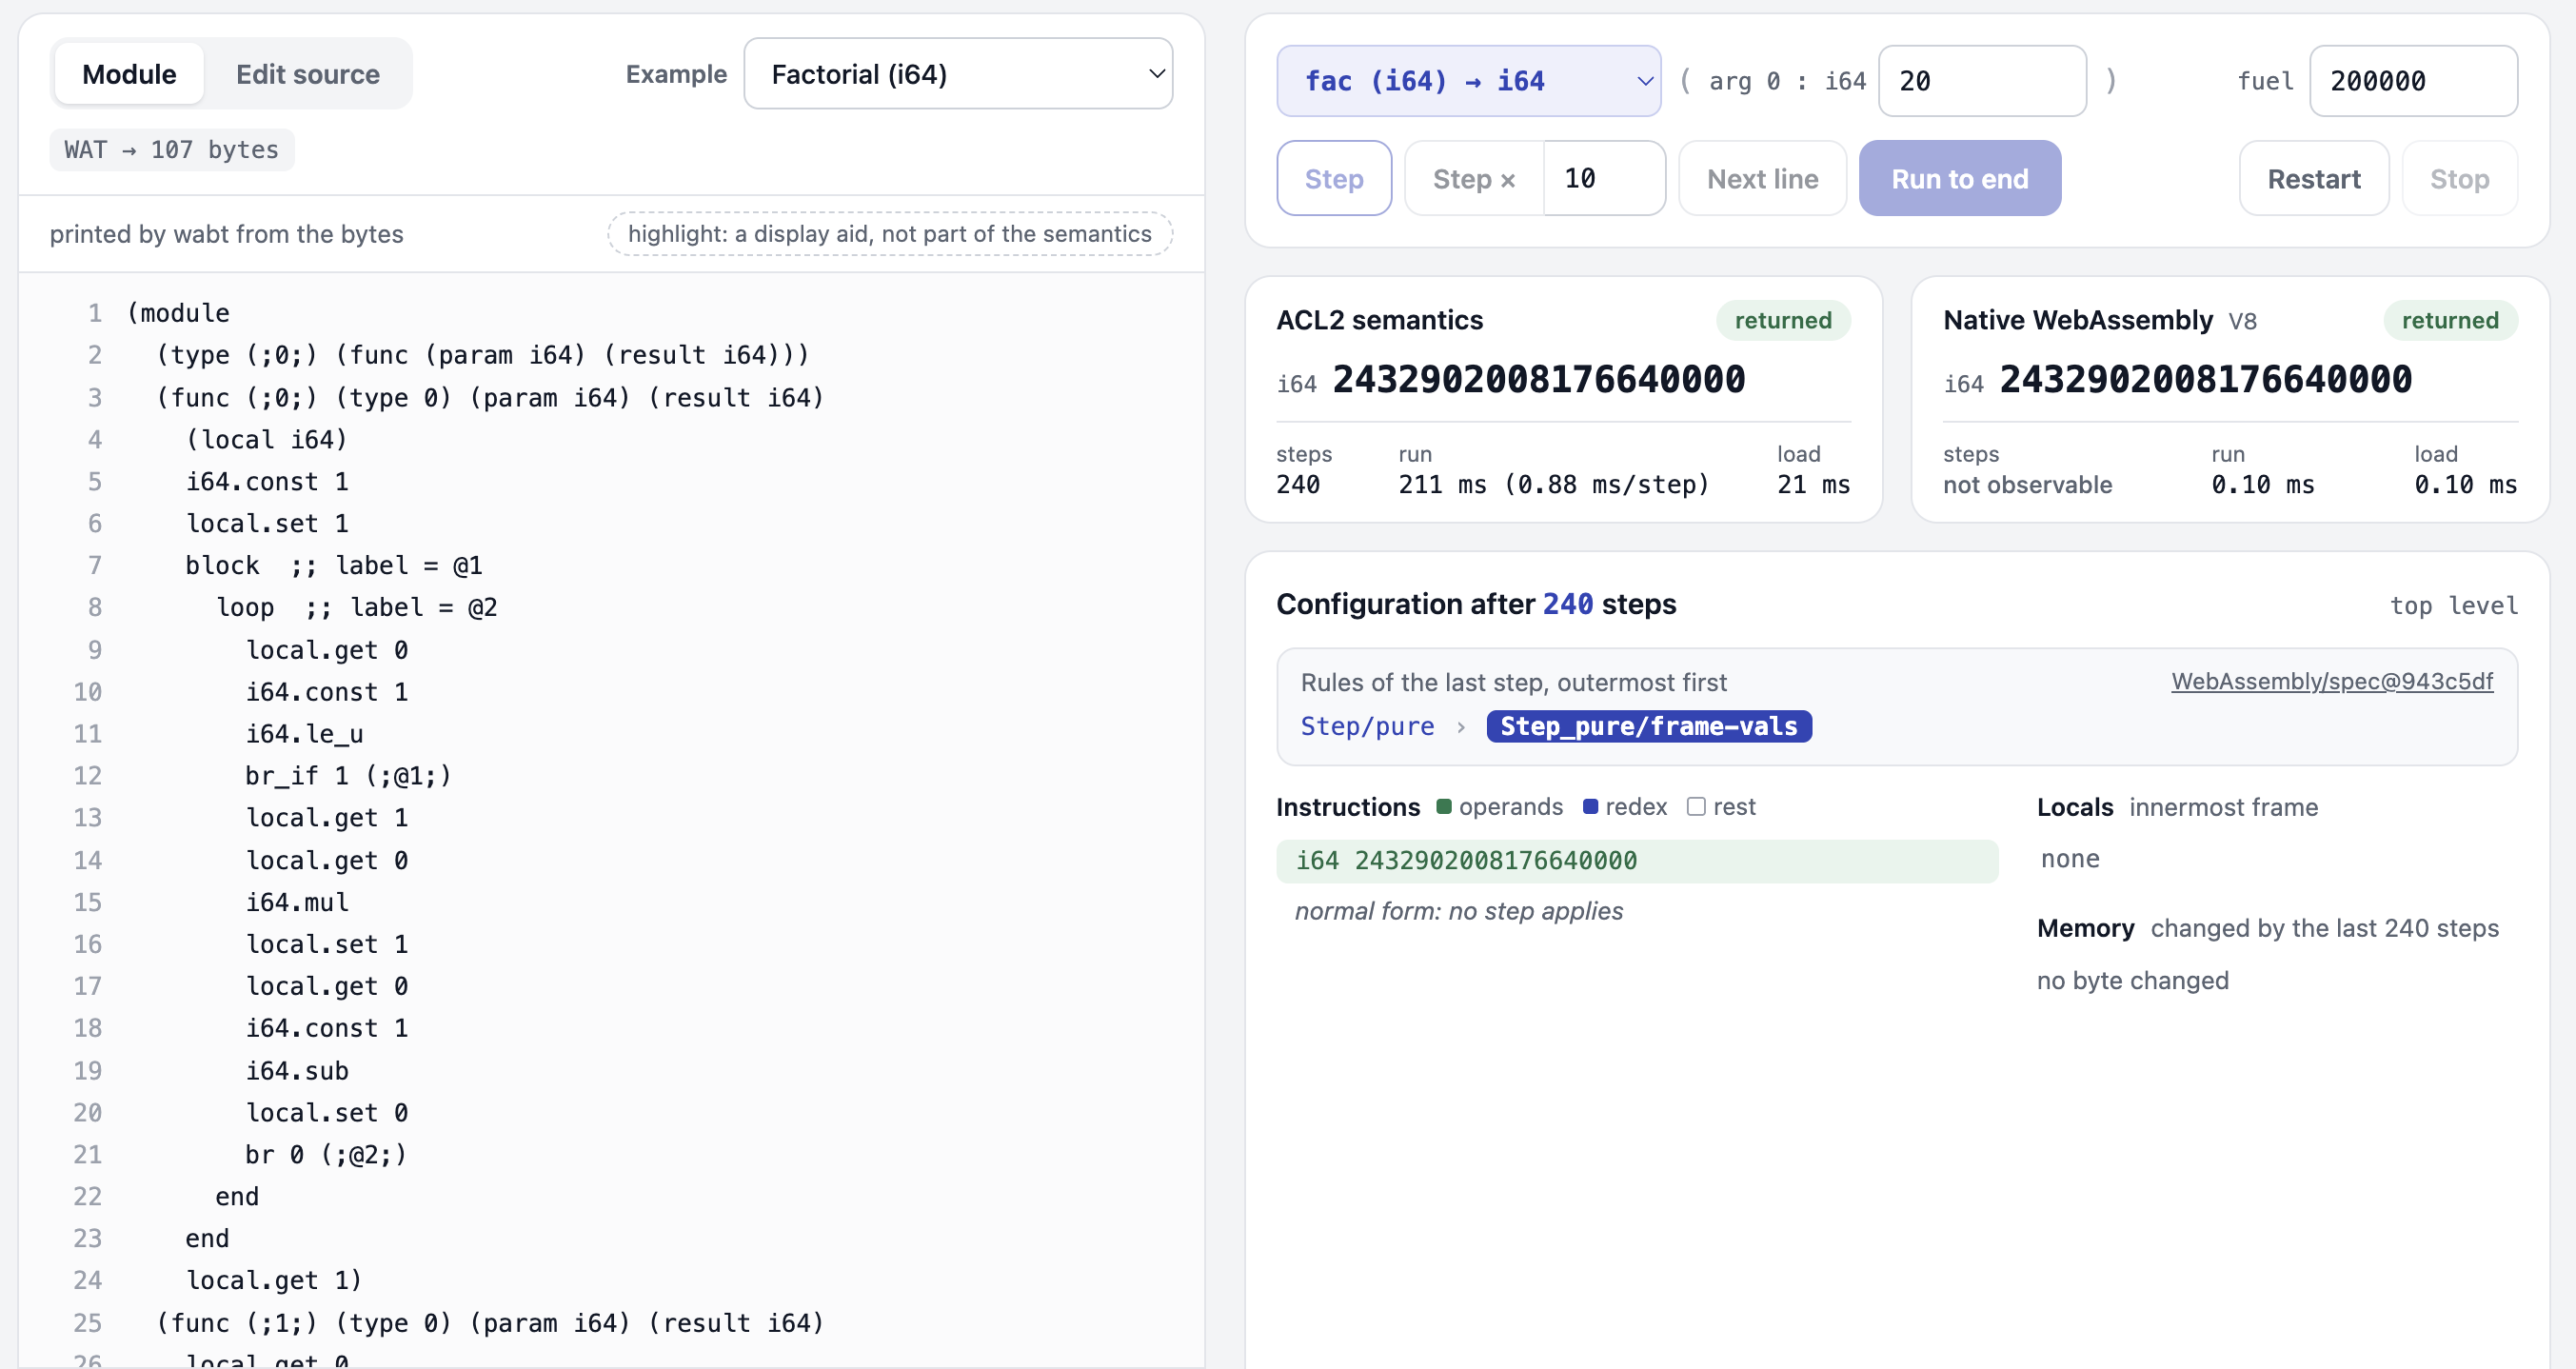 Module Edit source Example Factorial (i64)
WAT → 107 bytes
printed by wabt from the bytes highlight: a display aid, not part of the semantics
1 (module
2 (type (;0;) (func (param i64) (result i64)))
3 (func (;0;) (type 0) (param i64) (result i64)
4 (local i64)
5 i64.const 1
6 local.set 1
7 block ;; label = @1
8 loop ;; label = @2
9 local.get 0
10 i64.const 1
11 i64.le_u
12 br_if 1 (;@1;)
13 local.get 1
14 local.get 0
15 i64.mul
16 local.set 1
17 local.get 0
18 i64.const 1
19 i64.sub
20 local.set 0
21 br 0 (;@2;)
22 end
23 end
24 local.get 1)
25 (func (;1;) (type 0) (param i64) (result i64)
26 local.get 0
fac (i64) → i64 ( arg 0 : i64 20 ) fuel 200000
Step Step × 10 Next line Run to end Restart Stop
ACL2 semantics returned
i64 2432902008176640000
steps run load
240 211 ms (0.88 ms/step) 21 ms
Native WebAssembly V8 returned
i64 2432902008176640000
steps run load
not observable 0.10 ms 0.10 ms
Configuration after 240 steps top level
Rules of the last step, outermost first WebAssembly/spec@943c5df
Step/pure › Step_pure/frame-vals
Instructions operands redex rest
i64 2432902008176640000
normal form: no step applies
Locals innermost frame
none
Memory changed by the last 240 steps
no byte changed